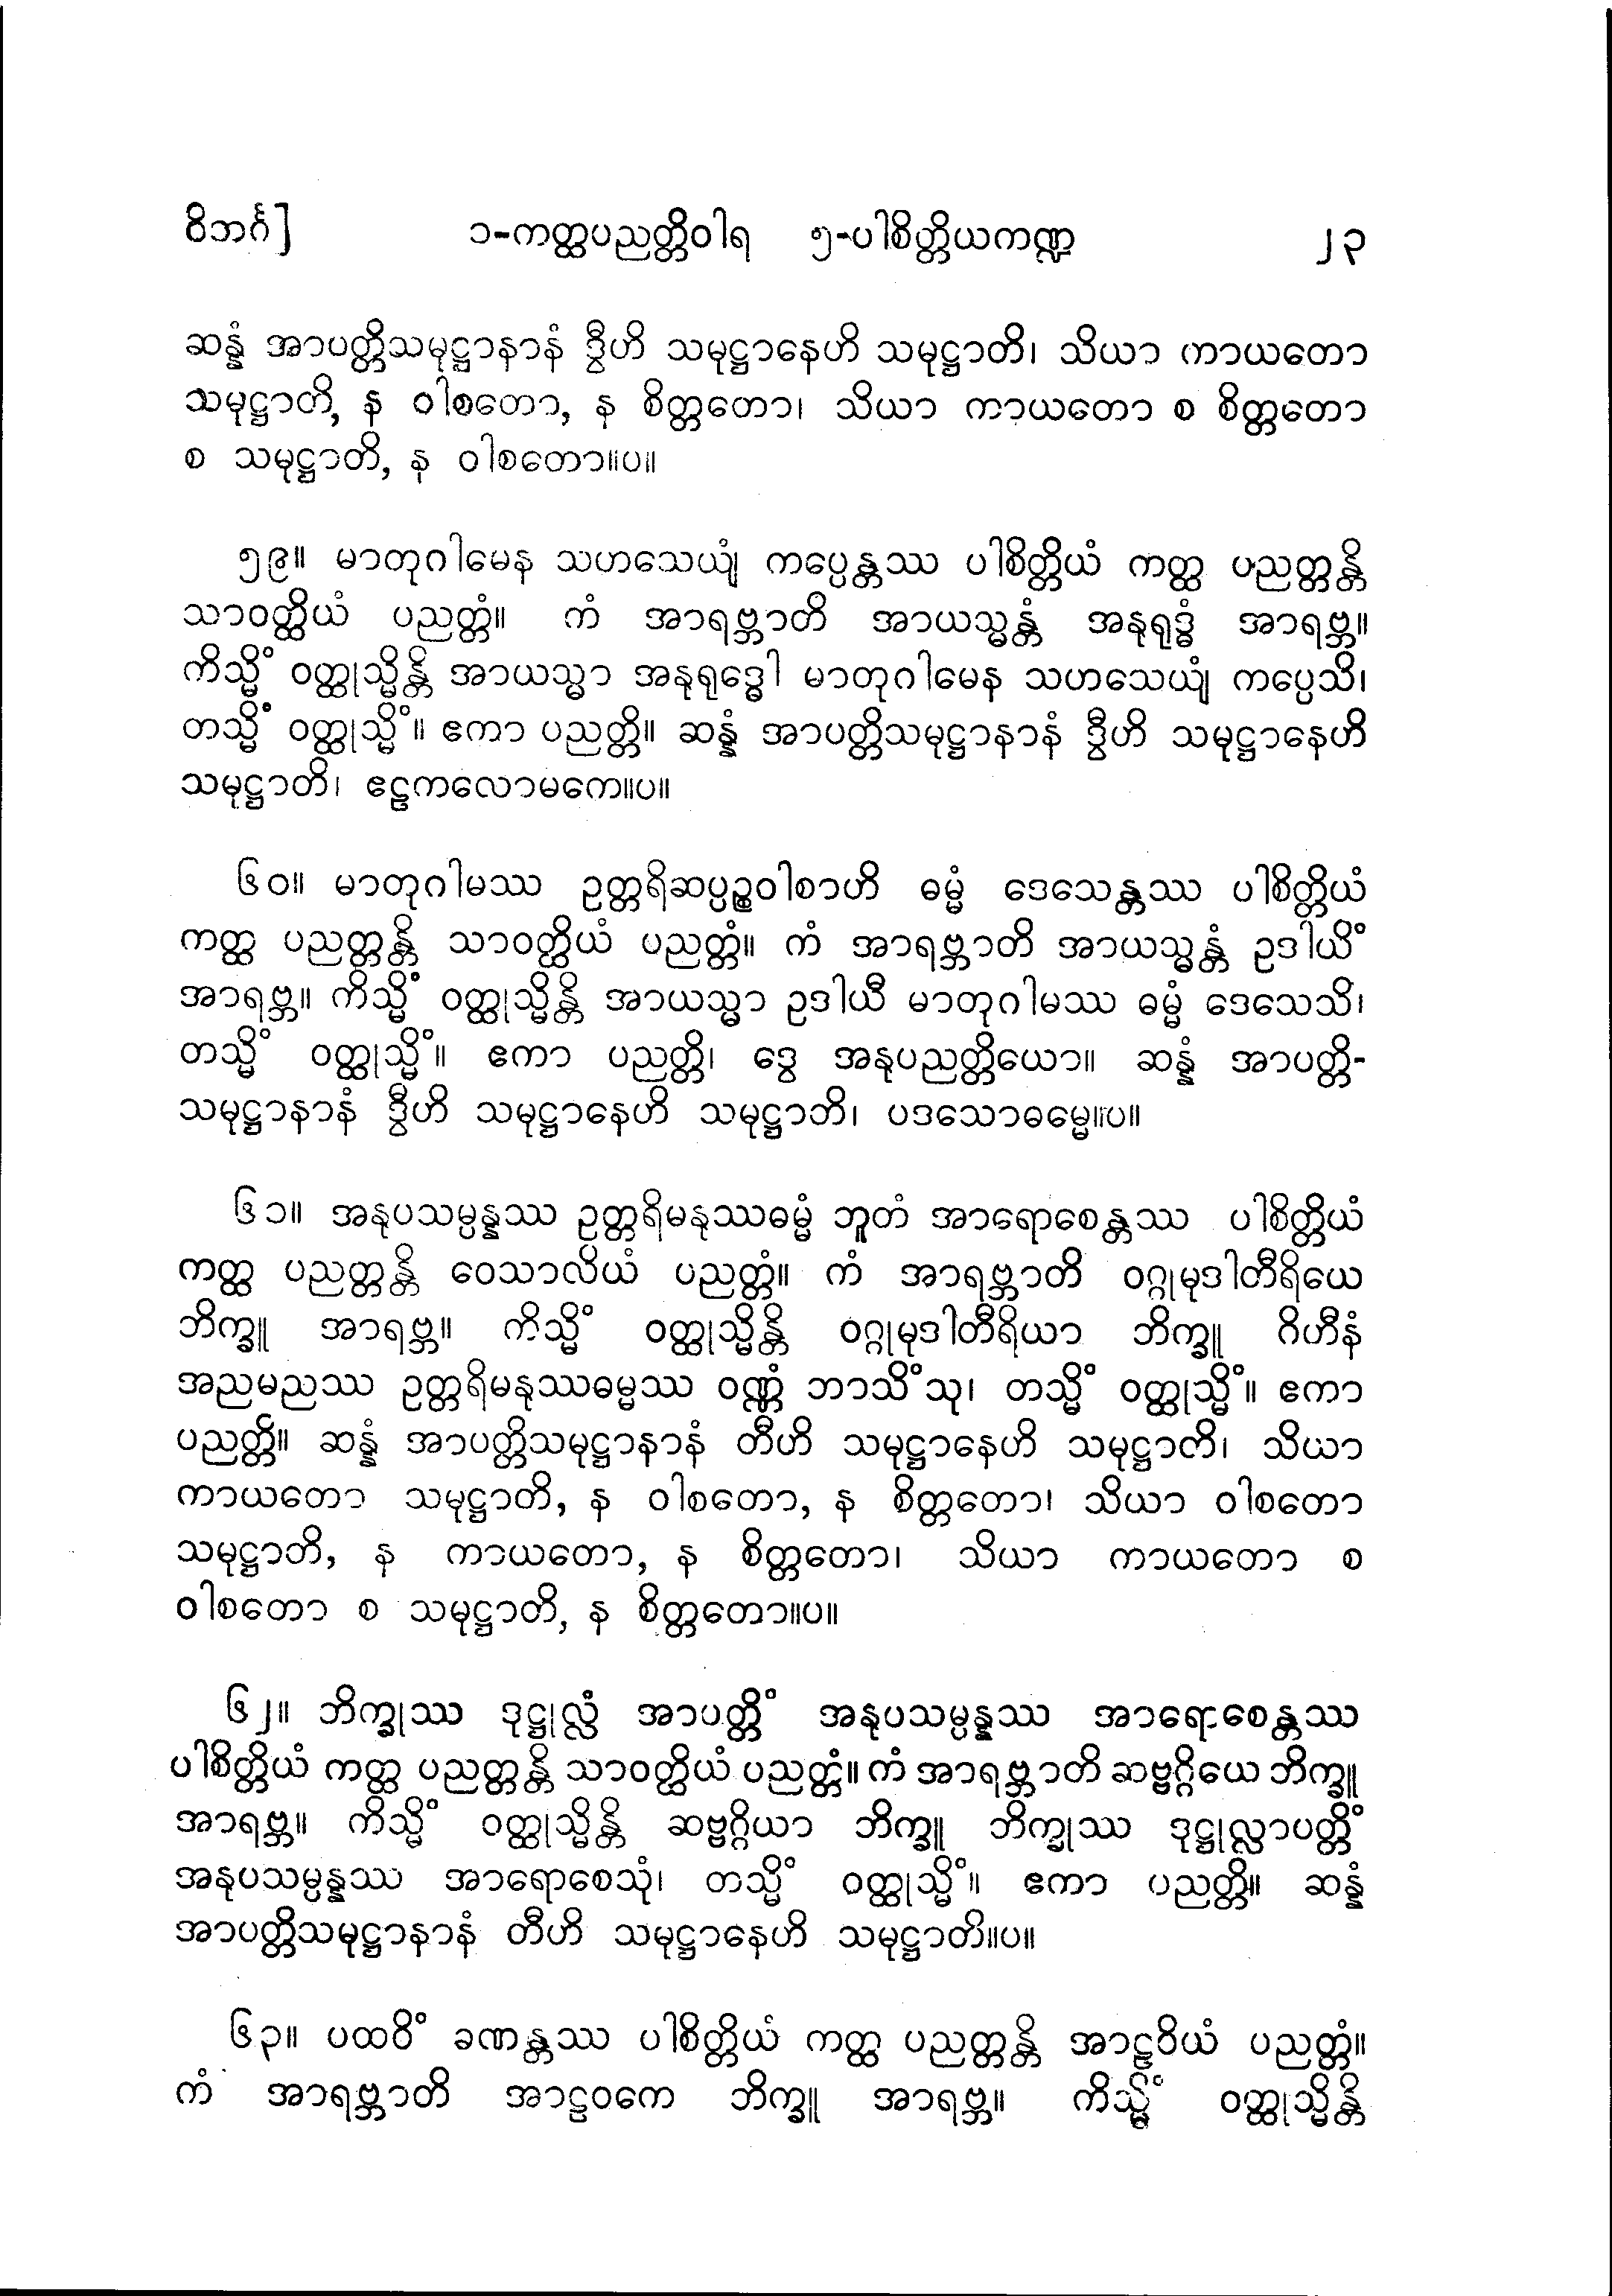 ဝိဘင်္ဂ] ၁-ကတ္ထပညတ္တိဝါရ ၅-ပါစိတ္တိယကဏ္ဍ ၂၃
ဆန္နံ အာပတ္တိသမုဋ္ဌာနာနံ ဒွီဟိ သမုဋ္ဌာနေဟိ သမုဋ္ဌာတိ၊ သိယာ ကာယတော
သမုဋ္ဌာတိ, န ဝါစတော, န စိတ္တတော၊ သိယာ ကာယတော စ စိတ္တတော
စ သမုဋ္ဌာတိ, န ဝါစတော။ပ။
၅၉။ မာတုဂါမေန သဟသေယျံ ကပ္ပေန္တဿ ပါစိတ္တိယံ ကတ္ထ ပညတ္တန္တိ
သာဝတ္ထိယံ ပညတ္တံ။ ကံ အာရဗ္ဘာတိ အာယသ္မန္တံ အနုရုဒ္ဓံ အာရဗ္ဘ။
ကိသ္မိံ ဝတ္ထုသ္မိန္တိ အာယသ္မာ အနုရုဒ္ဓေါ မာတုဂါမေန သဟသေယျံ ကပ္ပေသိ၊
တသ္မိံ ဝတ္ထုသ္မိံ။ ဧကာ ပညတ္တိ။ ဆန္နံ အာပတ္တိသမုဋ္ဌာနာနံ ဒွီဟိ သမုဋ္ဌာနေဟိ
သမုဋ္ဌာတိ၊ ဧဠကလောမကေ။ပ။
၆၀။ မာတုဂါမဿ ဥတ္တရိဆပ္ပဉ္စဝါစာဟိ ဓမ္မံ ဒေသေန္တဿ ပါစိတ္တိယံ
ကတ္ထ ပညတ္တန္တိ သာဝတ္ထိယံ ပညတ္တံ။ ကံ အာရဗ္ဘာတိ အာယသ္မန္တံ ဥဒါယိံ
အာရဗ္ဘ။ ကိသ္မိံ ဝတ္ထုသ္မိန္တိ အာယသ္မာ ဥဒါယီ မာတုဂါမဿ ဓမ္မံ ဒေသေသိ၊
တသ္မိံ ဝတ္ထုသ္မိံ။ ဧကာ ပညတ္တိ၊ ဒွေ အနုပညတ္တိယော။ ဆန္နံ အာပတ္တိ-
သမုဋ္ဌာနာနံ ဒွီဟိ သမုဋ္ဌာနေဟိ သမုဋ္ဌာတိ၊ ပဒသောဓမ္မေ။ပ။
၆၁။ အနုပသမ္ပန္နဿ ဥတ္တရိမနုဿဓမ္မံ ဘူတံ အာရောစေန္တဿ ပါစိတ္တိယံ
ကတ္ထ ပညတ္တန္တိ ဝေသာလိယံ ပညတ္တံ။ ကံ အာရဗ္ဘာတိ ဝဂ္ဂုမုဒါတီရိယေ
ဘိက္ခူ အာရဗ္ဘ။ ကိသ္မိံ ဝတ္ထုသ္မိန္တိ ဝဂ္ဂုမုဒါတီရိယာ ဘိက္ခူ ဂိဟီနံ
အညမညဿ ဥတ္တရိမနုဿဓမ္မဿ ဝဏ္ဏံ ဘာသိံသု၊ တသ္မိံ ဝတ္ထုသ္မိံ။ ဧကာ
ပညတ္တိ။ ဆန္နံ အာပတ္တိသမုဋ္ဌာနာနံ တီဟိ သမုဋ္ဌာနေဟိ သမုဋ္ဌာတိ၊ သိယာ
ကာယတော သမုဋ္ဌာတိ, န ဝါစတော, န စိတ္တတော၊ သိယာ ဝါစတော
သမုဋ္ဌာတိ, န ကာယတော, န စိတ္တတော၊ သိယာ ကာယတော စ
ဝါစတော စ သမုဋ္ဌာတိ, န စိတ္တတော။ပ။
၆၂။ ဘိက္ခုဿ ဒုဋ္ဌုလ္လံ အာပတ္တိံ အနုပသမ္ပန္နဿ အာရောစေန္တဿ
ပါစိတ္တိယံ ကတ္ထ ပညတ္တန္တိ သာဝတ္ထိယံ ပညတ္တံ။ ကံ အာရဗ္ဘာတိ ဆဗ္ဗဂ္ဂိယေ ဘိက္ခူ
အာရဗ္ဘ။ ကိသ္မိံ ဝတ္ထုသ္မိန္တိ ဆဗ္ဗဂ္ဂိယာ ဘိက္ခူ ဘိက္ခုဿ ဒုဋ္ဌုလ္လာပတ္တိံ
အနုပသမ္ပန္နဿ အာရောစေသုံ၊ တသ္မိံ ဝတ္ထုသ္မိံ။ ဧကာ ပညတ္တိ။ ဆန္နံ
အာပတ္တိသမုဋ္ဌာနာနံ တီဟိ သမုဋ္ဌာနေဟိ သမုဋ္ဌာတိ။ပ။
၆၃။ ပထဝိံ ခဏန္တဿ ပါစိတ္တိယံ ကတ္ထ ပညတ္တန္တိ အာဠဝိယံ ပညတ္တံ။
ကံ အာရဗ္ဘာတိ အာဠဝကေ ဘိက္ခူ အာရဗ္ဘ။ ကိသ္မိံ ဝတ္ထုသ္မိန္တိ